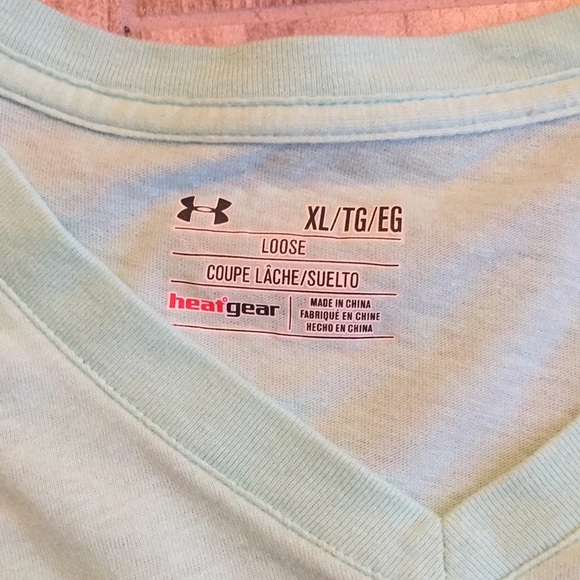 XL/TG/EG
LOOSE
COUPE LÂCHE/SUELTO
heatgear
MADE IN CHINA
FABRIQUÉ EN CHINE
HECHO EN CHINA